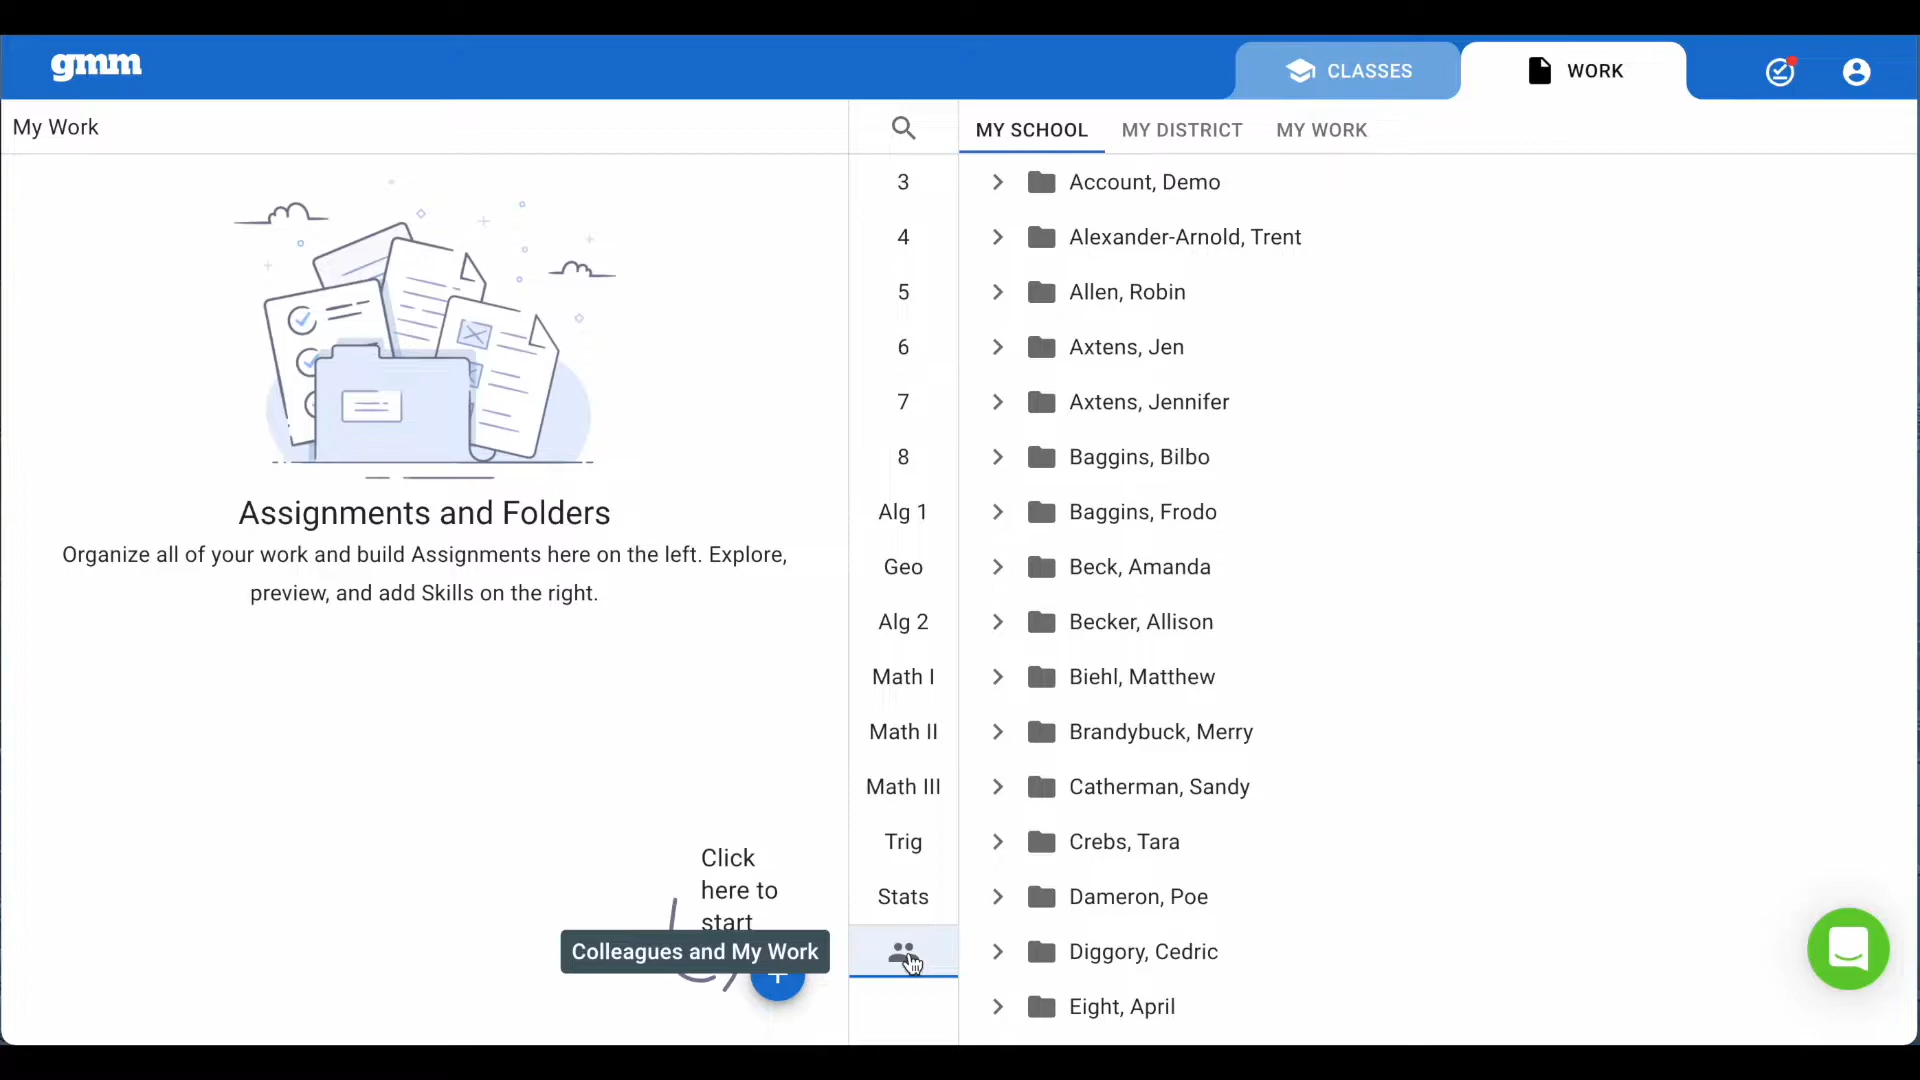 gmm
CLASSES
WORK
My Work
MY SCHOOL
MY DISTRICT
MY WORK
Assignments and Folders
Organize all of your work and build Assignments here on the left. Explore,
preview, and add Skills on the right.
Click
here to
start
Colleagues and My Work
3
4
5
6
7
8
Alg 1
Geo
Alg 2
Math I
Math II
Math III
Trig
Stats
Account, Demo
Alexander-Arnold, Trent
Allen, Robin
Axtens, Jen
Axtens, Jennifer
Baggins, Bilbo
Baggins, Frodo
Beck, Amanda
Becker, Allison
Biehl, Matthew
Brandybuck, Merry
Catherman, Sandy
Crebs, Tara
Dameron, Poe
Diggory, Cedric
Eight, April